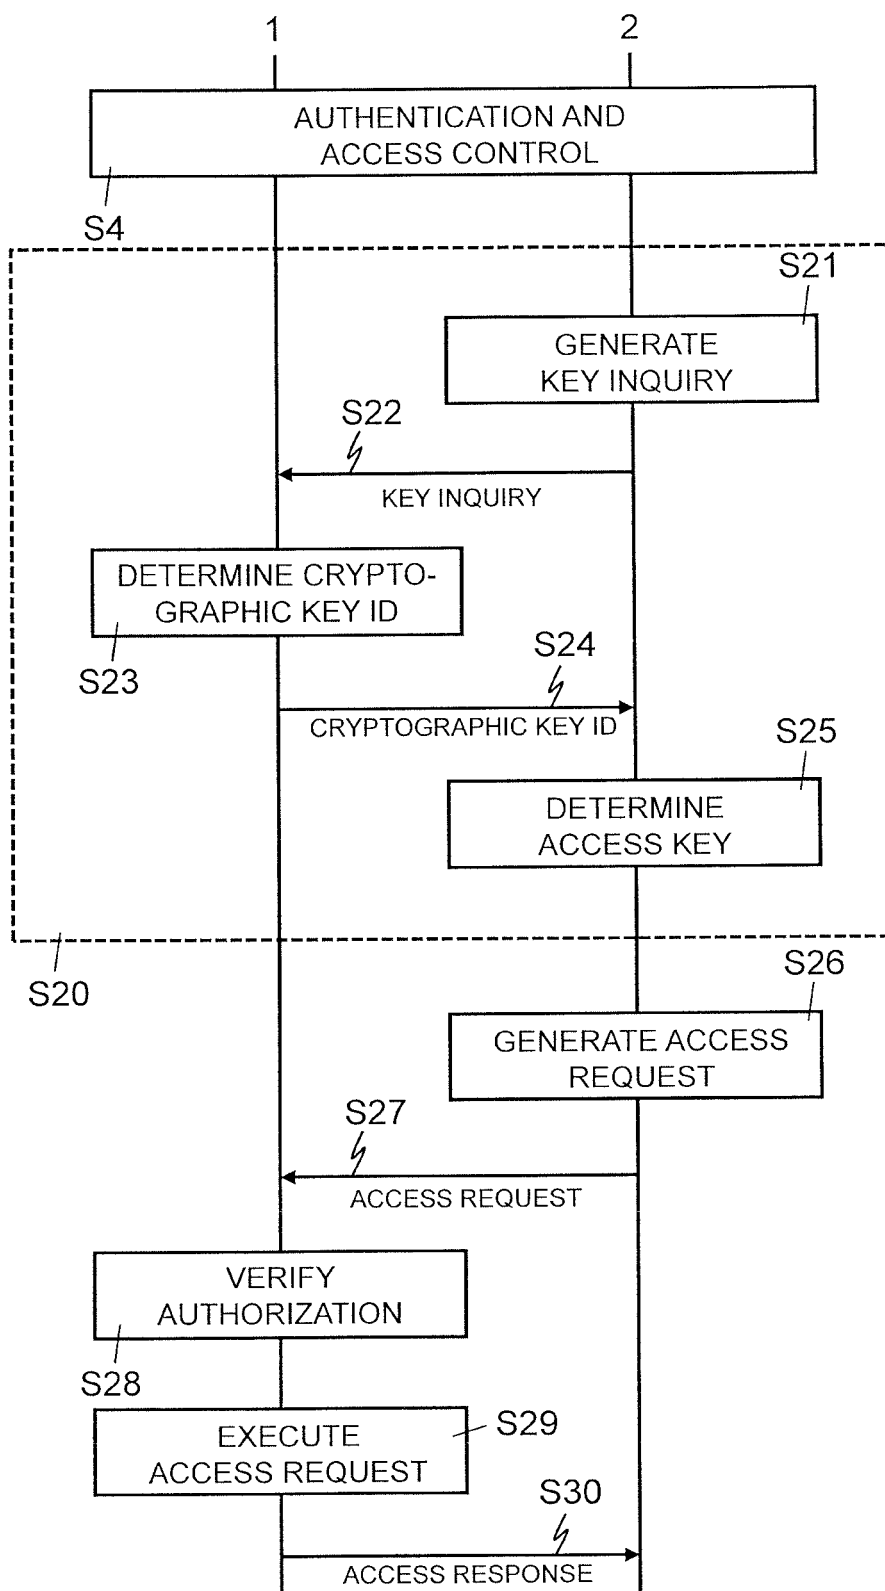 1
2
AUTHENTICATION AND
ACCESS CONTROL
S4
S21
GENERATE
KEY INQUIRY
S22
KEY INQUIRY
DETERMINE CRYPTO-
GRAPHIC KEY ID
S23
S24
CRYPTOGRAPHIC KEY ID
S25
DETERMINE
ACCESS KEY
S20
S26
GENERATE ACCESS
REQUEST
S27
ACCESS REQUEST
VERIFY
AUTHORIZATION
S28
EXECUTE
ACCESS REQUEST
S29
S30
ACCESS RESPONSE